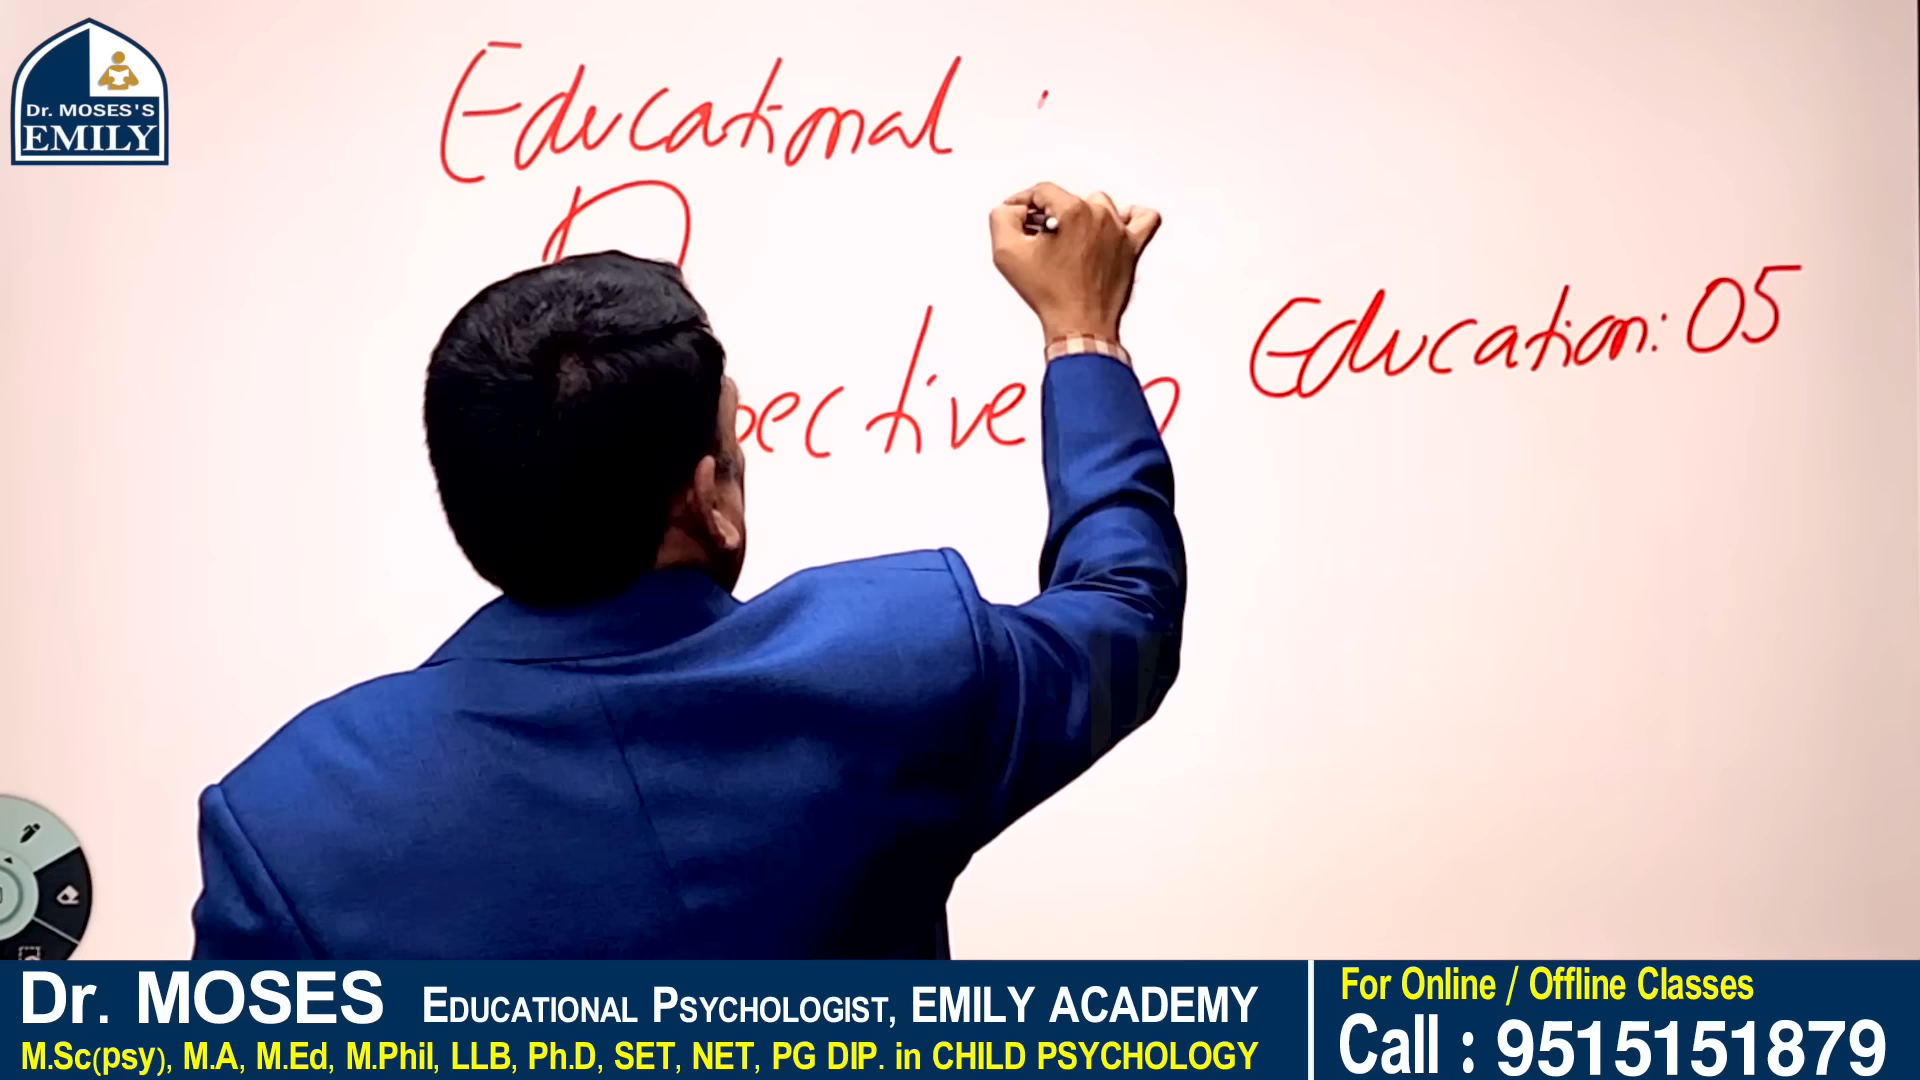 Dr. MOSES'S
EMILY
Educational
pective
Education: 05
Dr. MOSES EDUCATIONAL PSYCHOLOGIST, EMILY ACADEMY
M.Sc(psy), M.A, M.Ed, M.Phil, LLB, Ph.D, SET, NET, PG DIP. in CHILD PSYCHOLOGY
For Online / Offline Classes
Call : 9515151879